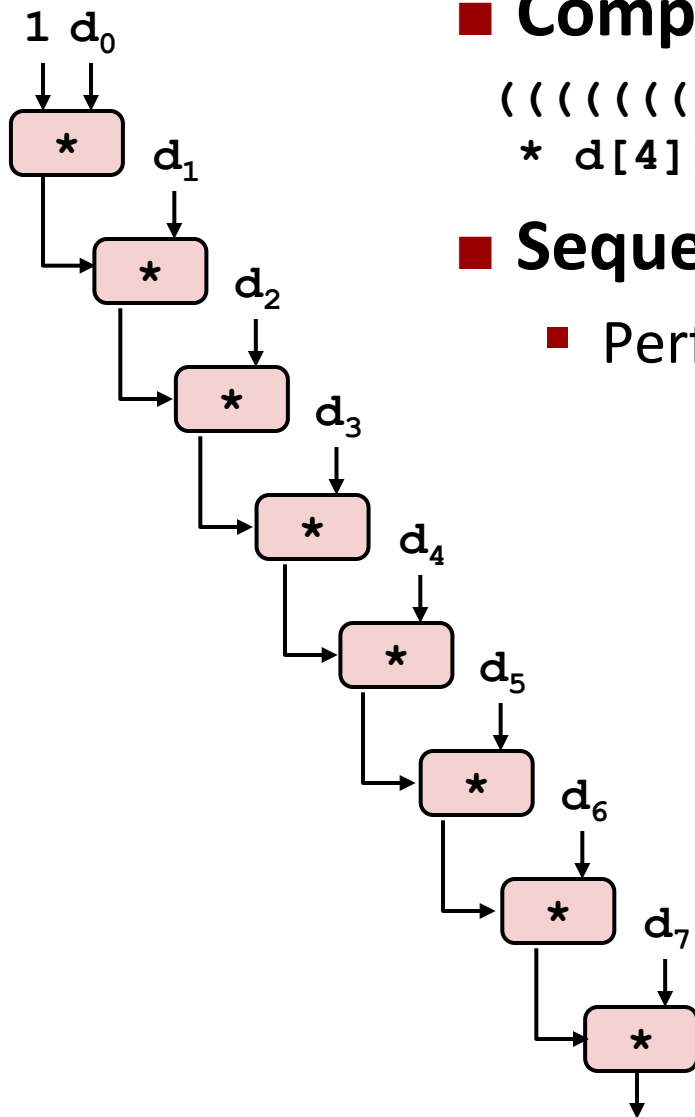 ■ Comp
( ( ( ( ( ( (
* d[4]
■ Seque
■ Perf
1 d₀
*
d₁
*
d₂
*
d₃
*
d₄
*
d₅
*
d₆
*
d₇
*